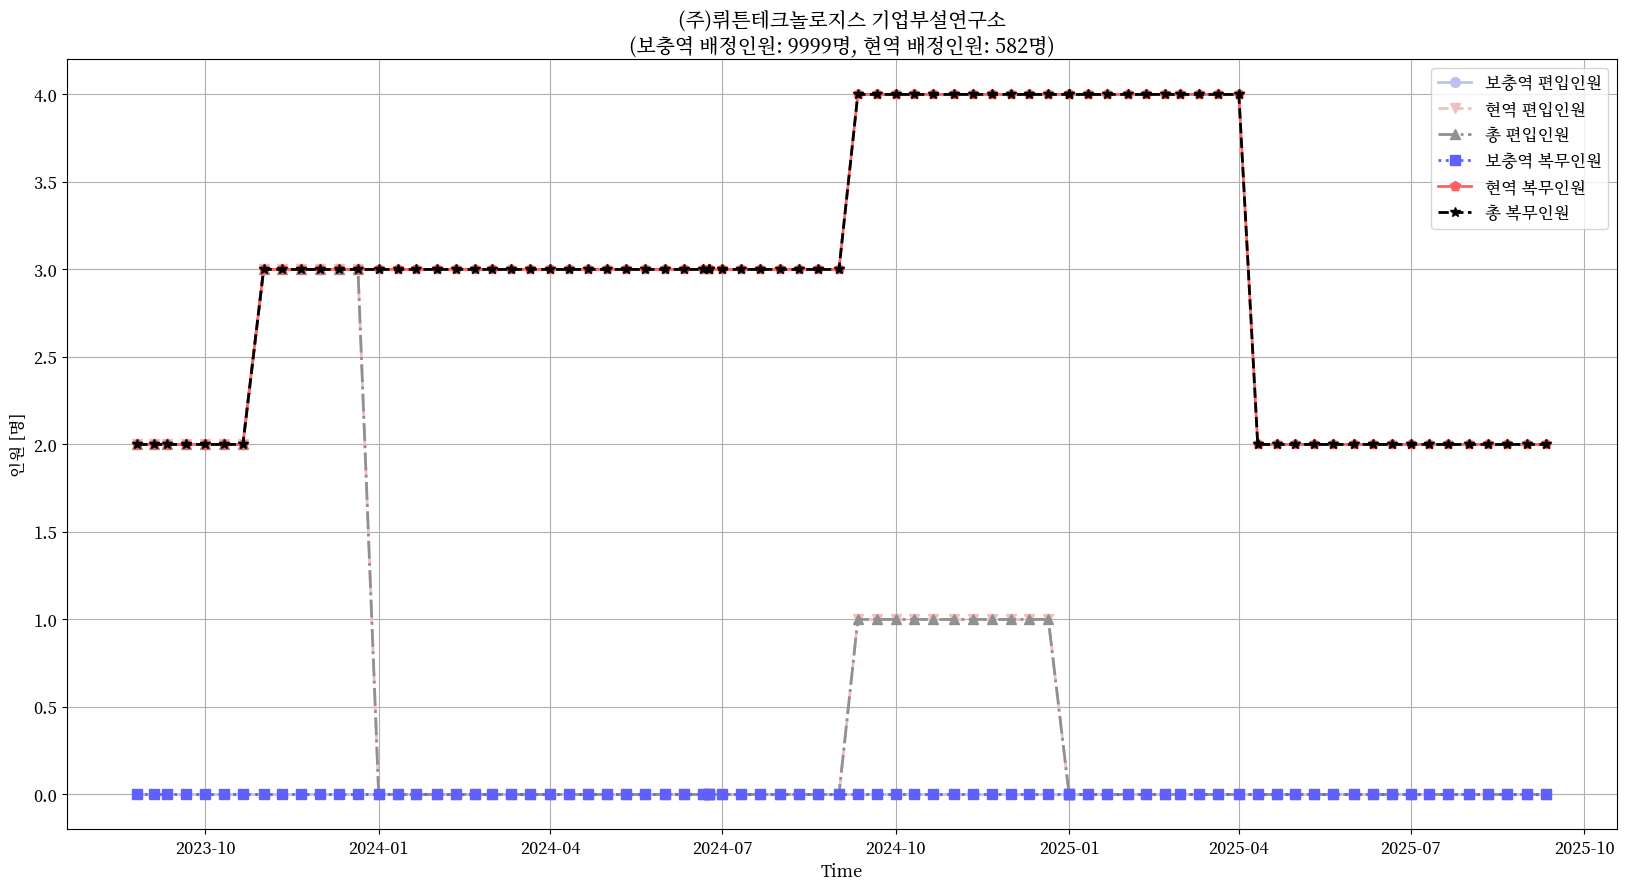 (주)뤼튼테크놀로지스 기업부설연구소
(보충역 배정인원: 9999명, 현역 배정인원: 582명)
4.0
3.5
3.0
2.5
2.0
1.5
1.0
0.5
0.0
인원 [명]
보충역 편입인원
현역 편입인원
총 편입인원
보충역 복무인원
현역 복무인원
총 복무인원
2023-10
2024-01
2024-04
2024-07
2024-10
2025-01
2025-04
2025-07
2025-10
Time